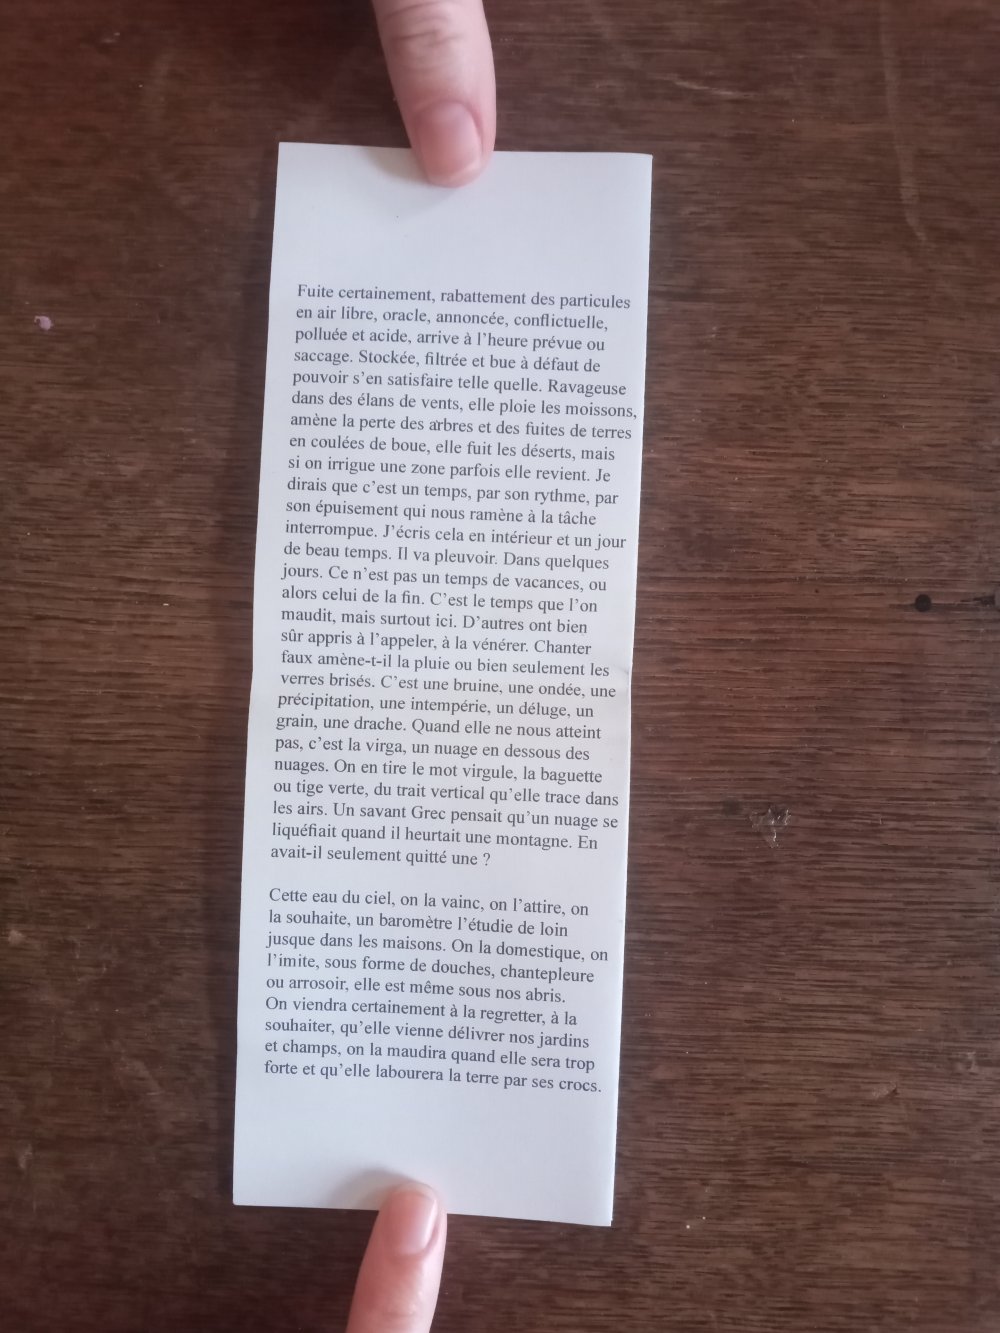 Fuite certainement, rabattement des particules
en air libre, oracle, annoncée, conflictuelle,
polluée et acide, arrive à l’heure prévue ou
saccage. Stockée, filtrée et bue à défaut de
pouvoir s’en satisfaire telle quelle. Ravageuse
dans des élans de vents, elle ploie les moissons,
amène la perte des arbres et des fuites de terres
en coulées de boue, elle fuit les déserts, mais
si on irrigue une zone parfois elle revient. Je
dirais que c’est un temps, par son rythme, par
son épuisement qui nous ramène à la tâche
interrompue. J’écris cela en intérieur et un jour
de beau temps. Il va pleuvoir. Dans quelques
jours. Ce n’est pas un temps de vacances, ou
alors celui de la fin. C’est le temps que l’on
maudit, mais surtout ici. D’autres ont bien
sûr appris à l’appeler, à la vénérer. Chanter
faux amène-t-il la pluie ou bien seulement les
verres brisés. C’est une bruine, une ondée, une
précipitation, une intempérie, un déluge, un
grain, une drache. Quand elle ne nous atteint
pas, c’est la virga, un nuage en dessous des
nuages. On en tire le mot virgule, la baguette
ou tige verte, du trait vertical qu’elle trace dans
les airs. Un savant Grec pensait qu’un nuage se
liquéfiait quand il heurtait une montagne. En
avait-il seulement quitté une ?
Cette eau du ciel, on la vainc, on l’attire, on
la souhaite, un baromètre l’étudie de loin
jusque dans les maisons. On la domestique, on
l’imite, sous forme de douches, chantepleure
ou arrosoir, elle est même sous nos abris.
On viendra certainement à la regretter, à la
souhaiter, qu’elle vienne délivrer nos jardins
et champs, on la maudira quand elle sera trop
forte et qu’elle labourera la terre par ses crocs.